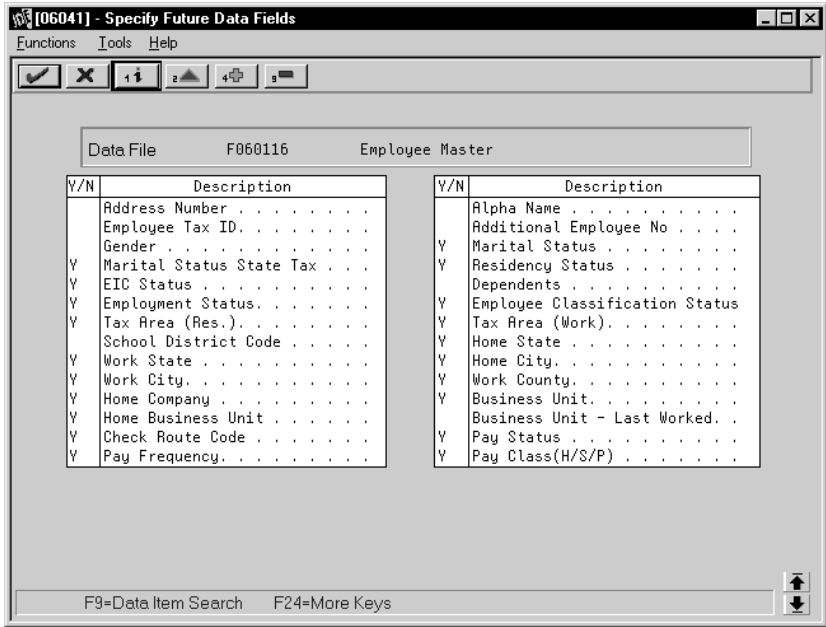 [06041] - Specify Future Data Fields
Functions Tools Help
1 i 2 4 9
Data File F060116 Employee Master
Y/N Description
Address Number . . . . . . .
Employee Tax ID. . . . . . .
Gender . . . . . . . . . . .
Y Marital Status State Tax . . .
Y EIC Status . . . . . . . . .
Y Employment Status. . . . . .
Y Tax Area (Res.). . . . . . .
School District Code . . . . .
Y Work State . . . . . . . . .
Y Work City. . . . . . . . . .
Y Home Company . . . . . . . .
Y Home Business Unit . . . . .
Y Check Route Code . . . . . .
Y Pay Frequency. . . . . . . .
Y/N Description
Alpha Name . . . . . . . . . .
Additional Employee No . . . .
Y Marital Status . . . . . . . .
Y Residency Status . . . . . . .
Dependents . . . . . . . . . .
Y Employee Classification Status
Y Tax Area (Work). . . . . . . .
Y Home State . . . . . . . . . .
Y Home City. . . . . . . . . . .
Y Work County. . . . . . . . . .
Y Business Unit. . . . . . . . .
Business Unit - Last Worked. .
Y Pay Status . . . . . . . . . .
Y Pay Class(H/S/P) . . . . . . .
F9=Data Item Search F24=More Keys